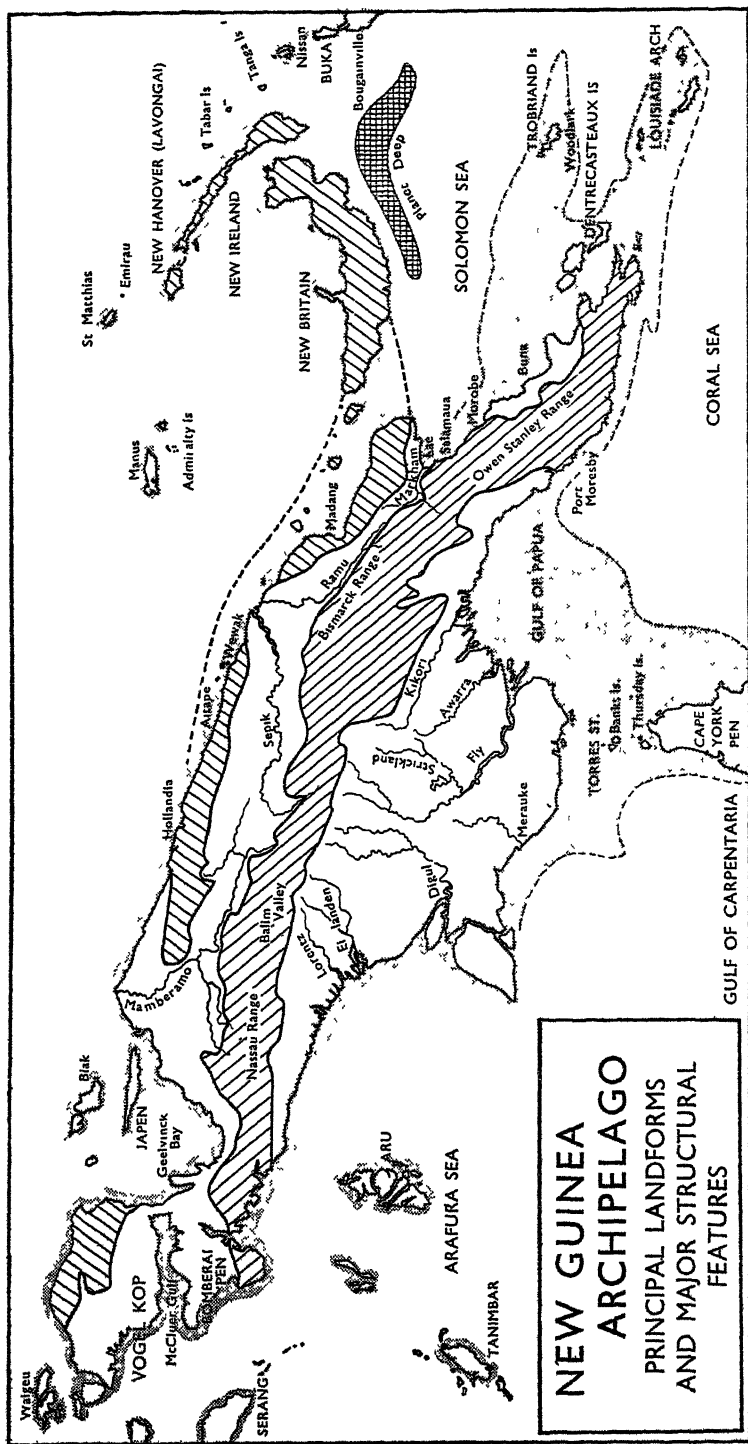 NEW GUINEA
ARCHIPELAGO
PRINCIPAL LANDFORMS
AND MAJOR STRUCTURAL
FEATURES
Waigeu
VOGEL KOP
McCluer Gulf
BOMBERAI
PEN
SERANG
TANIMBAR
ARAFURA SEA
ARU
Biak
JAPEN
Geelvinck
Bay
Mamberamo
Nassau Range
Balim
Valley
Lorentz
Eilanden
Digul
Merauke
Hollandia
Aitape
Wewak
Sepik
Ramu
Madang
Bismarck Range
Markham
Lae
Salamaua
Morobe
Buna
Owen Stanley Range
Port
Moresby
Kikori
Awarra
Strickland
Fly
GULF OF PAPUA
TORRES ST.
Banks Is.
Thursday Is.
CAPE
YORK
PEN
GULF OF CARPENTARIA
CORAL SEA
SOLOMON SEA
Manus
Admiralty Is
St Matthias
Emirau
NEW HANOVER (LAVONGAI)
NEW IRELAND
NEW BRITAIN
Tabar Is
Tanga Is
Nissan
BUKA
Bougainville
Planet Deep
TROBRIAND Is
Woodlark
DENTRECASTEAUX IS
LOUISIADE ARCH